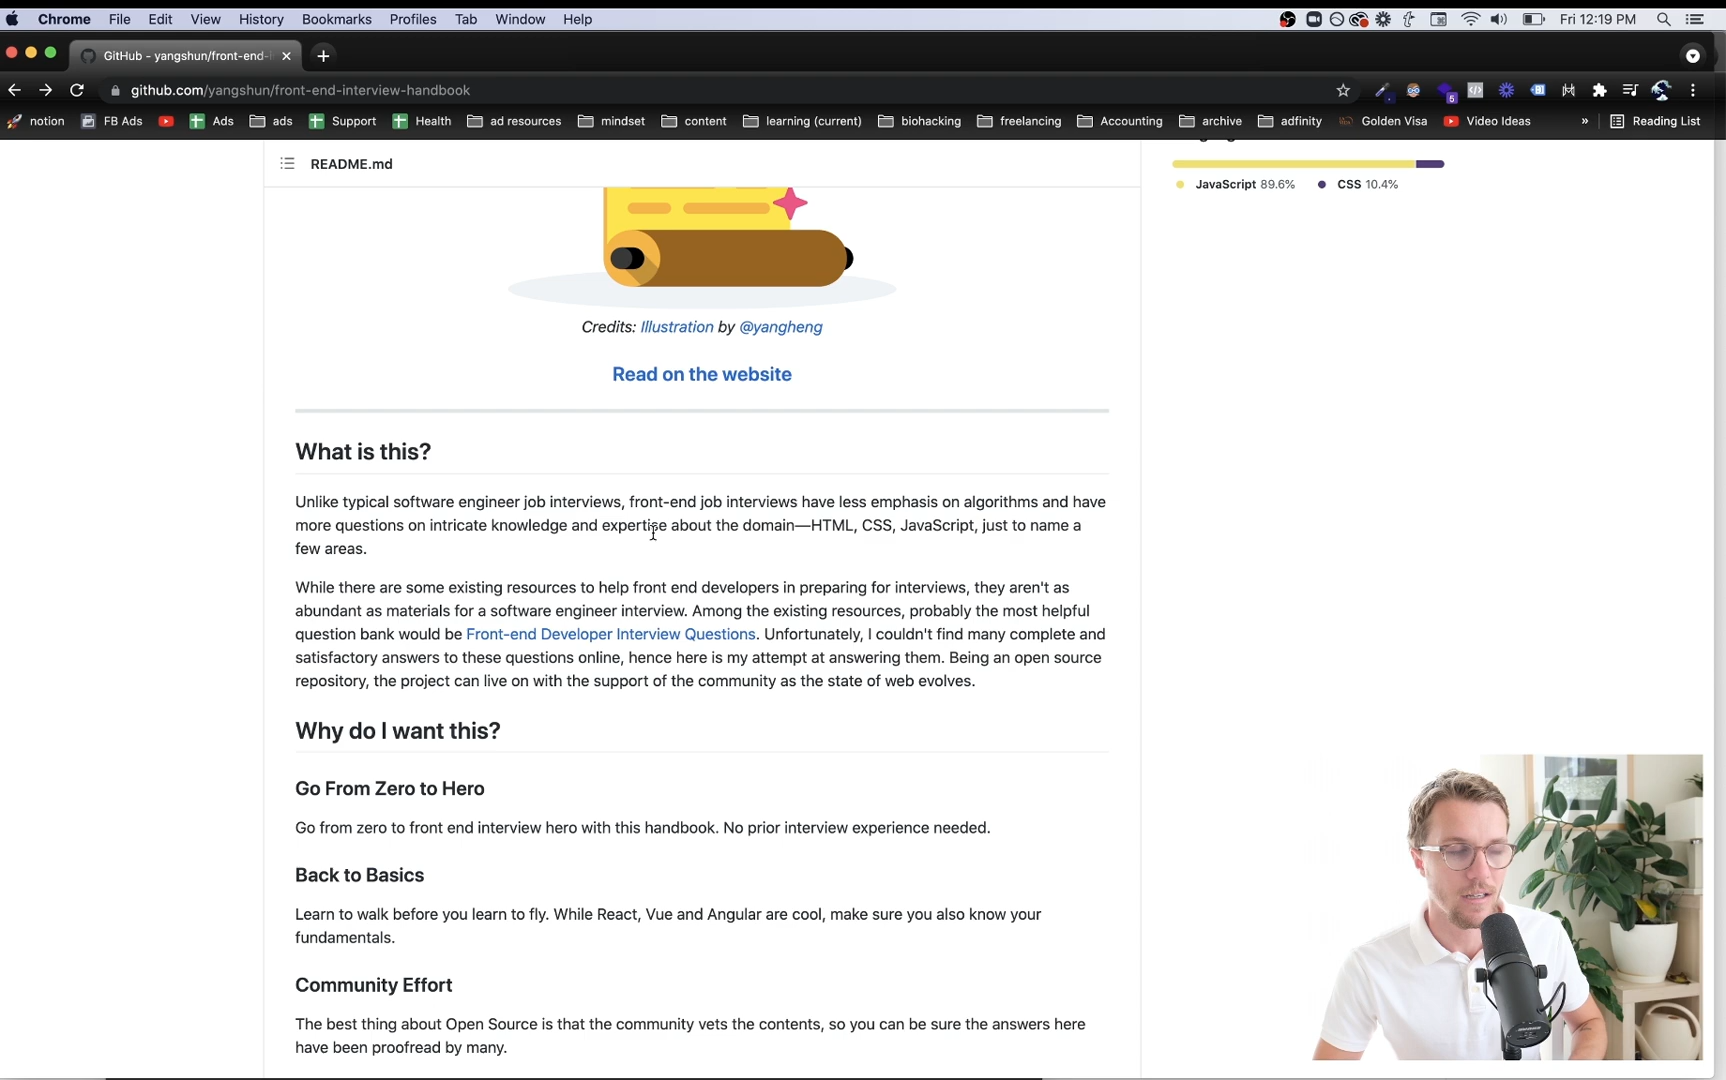 Chrome File Edit View History Bookmarks Profiles Tab Window Help Fri 12:19 PM
GitHub - yangshun/front-end-
github.com/yangshun/front-end-interview-handbook
6
notion FB Ads Ads ads Support Health ad resources mindset content learning (current) biohacking freelancing Accounting archive adfinity Golden Visa Video Ideas » Reading List
README.md
JavaScript 89.6% CSS 10.4%
Credits: Illustration by @yangheng
Read on the website
What is this?
Unlike typical software engineer job interviews, front-end job interviews have less emphasis on algorithms and have
more questions on intricate knowledge and expertise about the domain—HTML, CSS, JavaScript, just to name a
few areas.
While there are some existing resources to help front end developers in preparing for interviews, they aren't as
abundant as materials for a software engineer interview. Among the existing resources, probably the most helpful
question bank would be Front-end Developer Interview Questions. Unfortunately, I couldn't find many complete and
satisfactory answers to these questions online, hence here is my attempt at answering them. Being an open source
repository, the project can live on with the support of the community as the state of web evolves.
Why do I want this?
Go From Zero to Hero
Go from zero to front end interview hero with this handbook. No prior interview experience needed.
Back to Basics
Learn to walk before you learn to fly. While React, Vue and Angular are cool, make sure you also know your
fundamentals.
Community Effort
The best thing about Open Source is that the community vets the contents, so you can be sure the answers here
have been proofread by many.